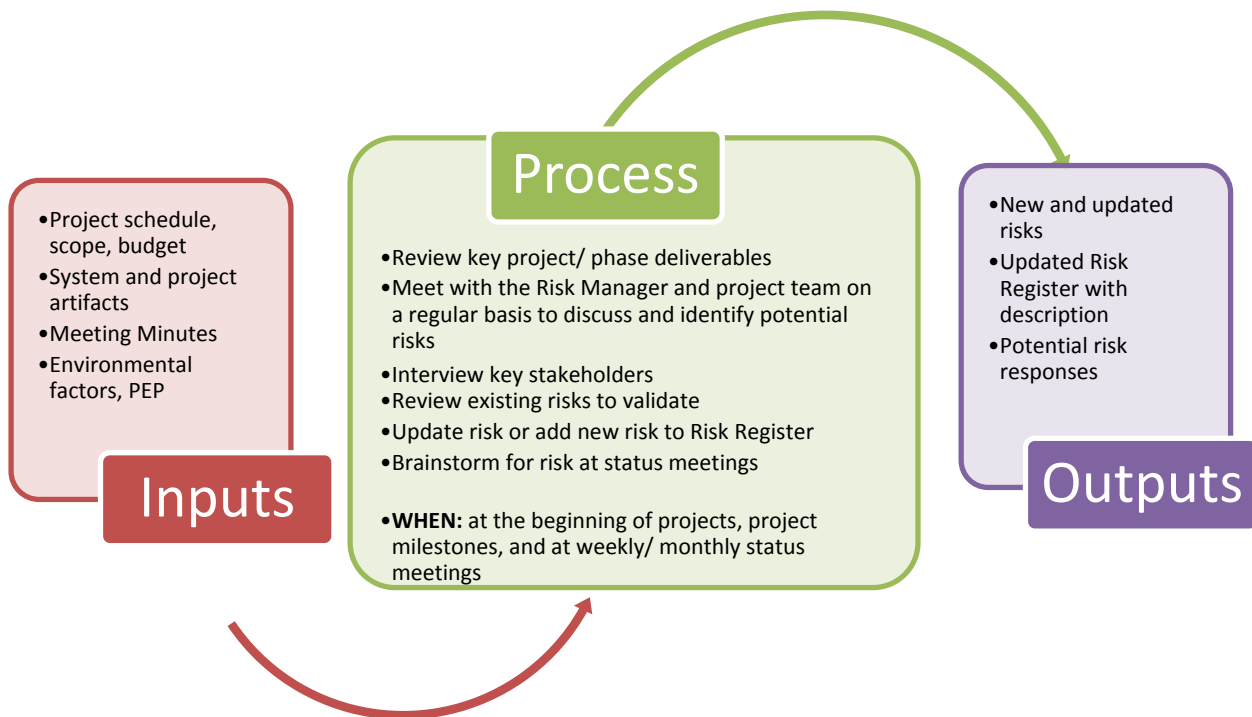 •Project schedule,
scope, budget
•System and project
artifacts
•Meeting Minutes
•Environmental
factors, PEP
Inputs
Process
•Review key project/ phase deliverables
•Meet with the Risk Manager and project team on
a regular basis to discuss and identify potential
risks
•Interview key stakeholders
•Review existing risks to validate
•Update risk or add new risk to Risk Register
•Brainstorm for risk at status meetings
•WHEN: at the beginning of projects, project
milestones, and at weekly/ monthly status
meetings
•New and updated
risks
•Updated Risk
Register with
description
•Potential risk
responses
Outputs